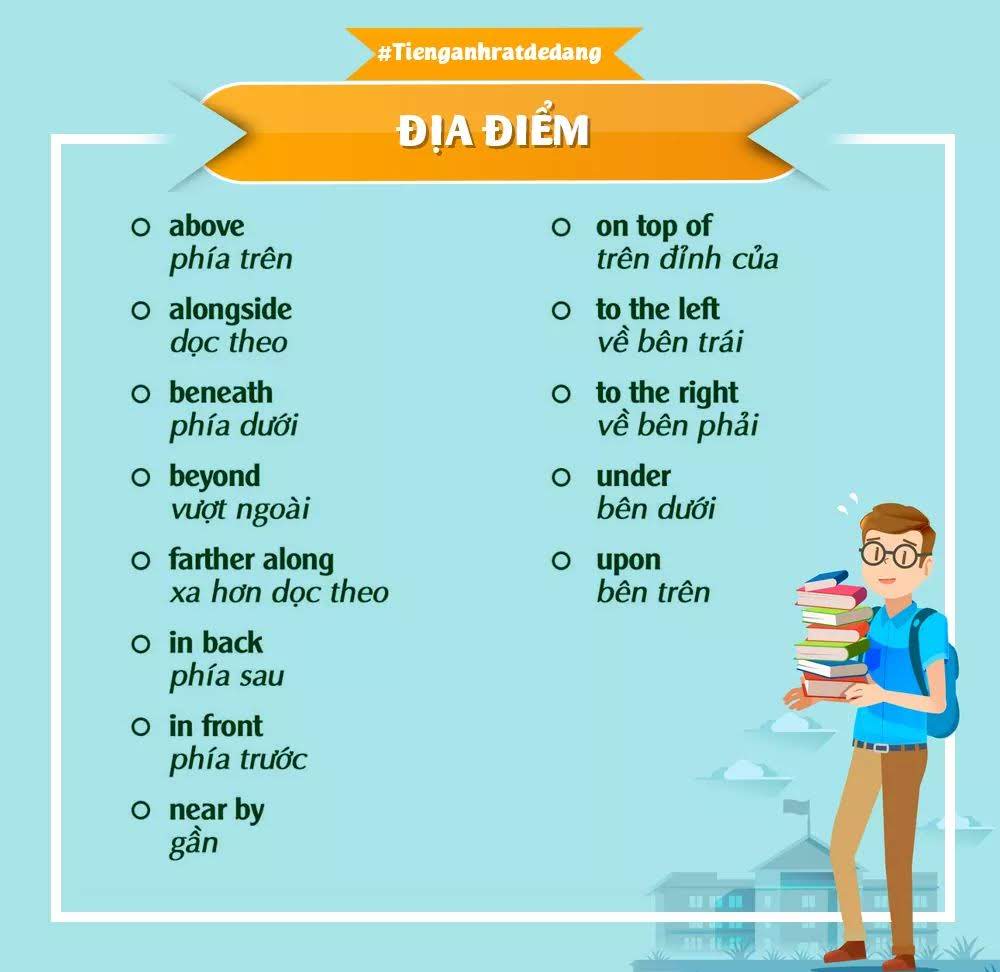 #Tienganhratdedang
ĐỊA ĐIỂM
above
phía trên
alongside
dọc theo
beneath
phía dưới
beyond
vượt ngoài
farther along
xa hơn dọc theo
in back
phía sau
in front
phía trước
near by
gần
on top of
trên đỉnh của
to the left
về bên trái
to the right
về bên phải
under
bên dưới
upon
bên trên